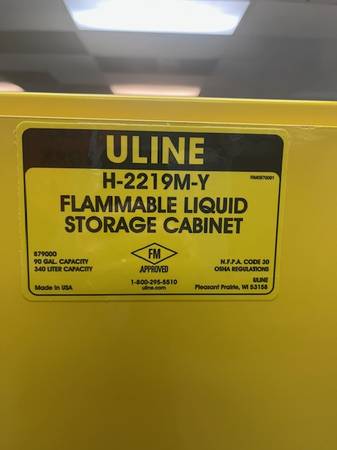 ULINE
RM0870001
H-2219M-Y
FLAMMABLE LIQUID
STORAGE CABINET
879000
90 GAL. CAPACITY
340 LITER CAPACITY
FM
APPROVED
N.F.P.A. CODE 30
OSHA REGULATIONS
Made in USA
1-800-295-5510
uline.com
ULINE
Pleasant Prairie, WI 53158